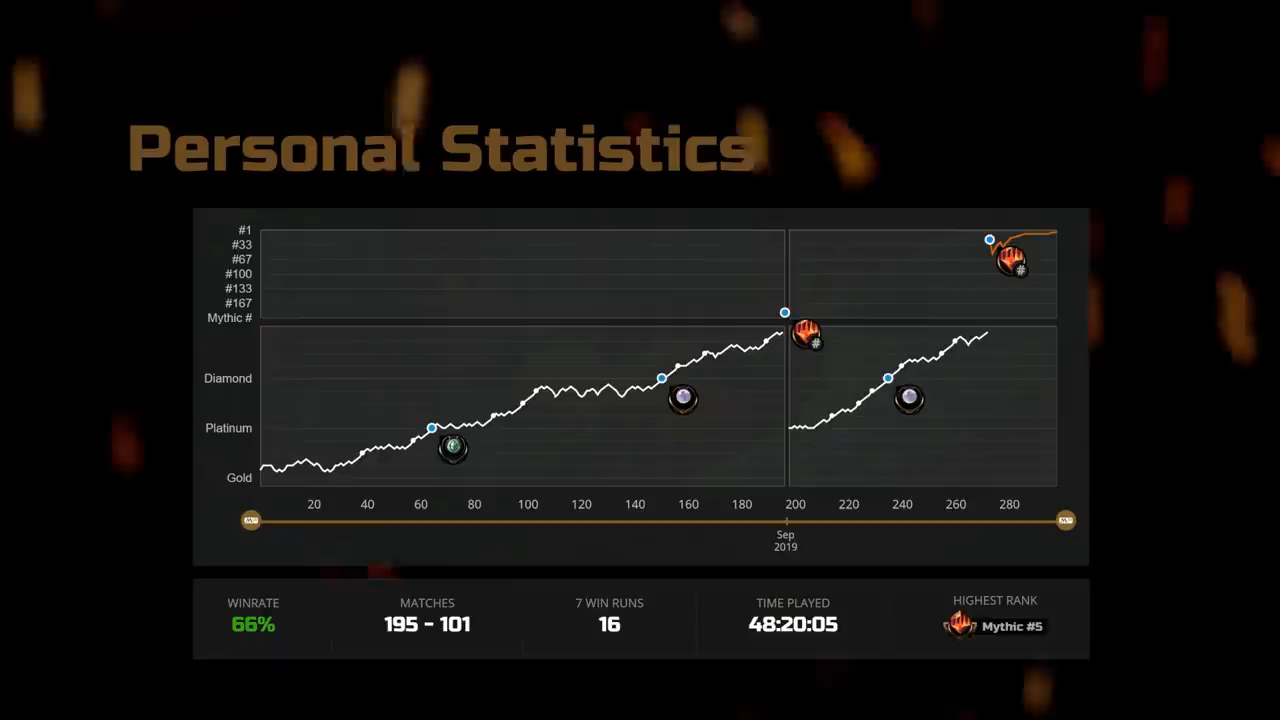 Personal Statistics
#1
#33
#67
#100
#133
#167
Mythic #
Diamond
Platinum
Gold
20 40 60 80 100 120 140 160 180 200 220 240 260 280
Sep
2019
WINRATE MATCHES 7 WIN RUNS TIME PLAYED HIGHEST RANK
66% 195 - 101 16 48:20:05 Mythic #5